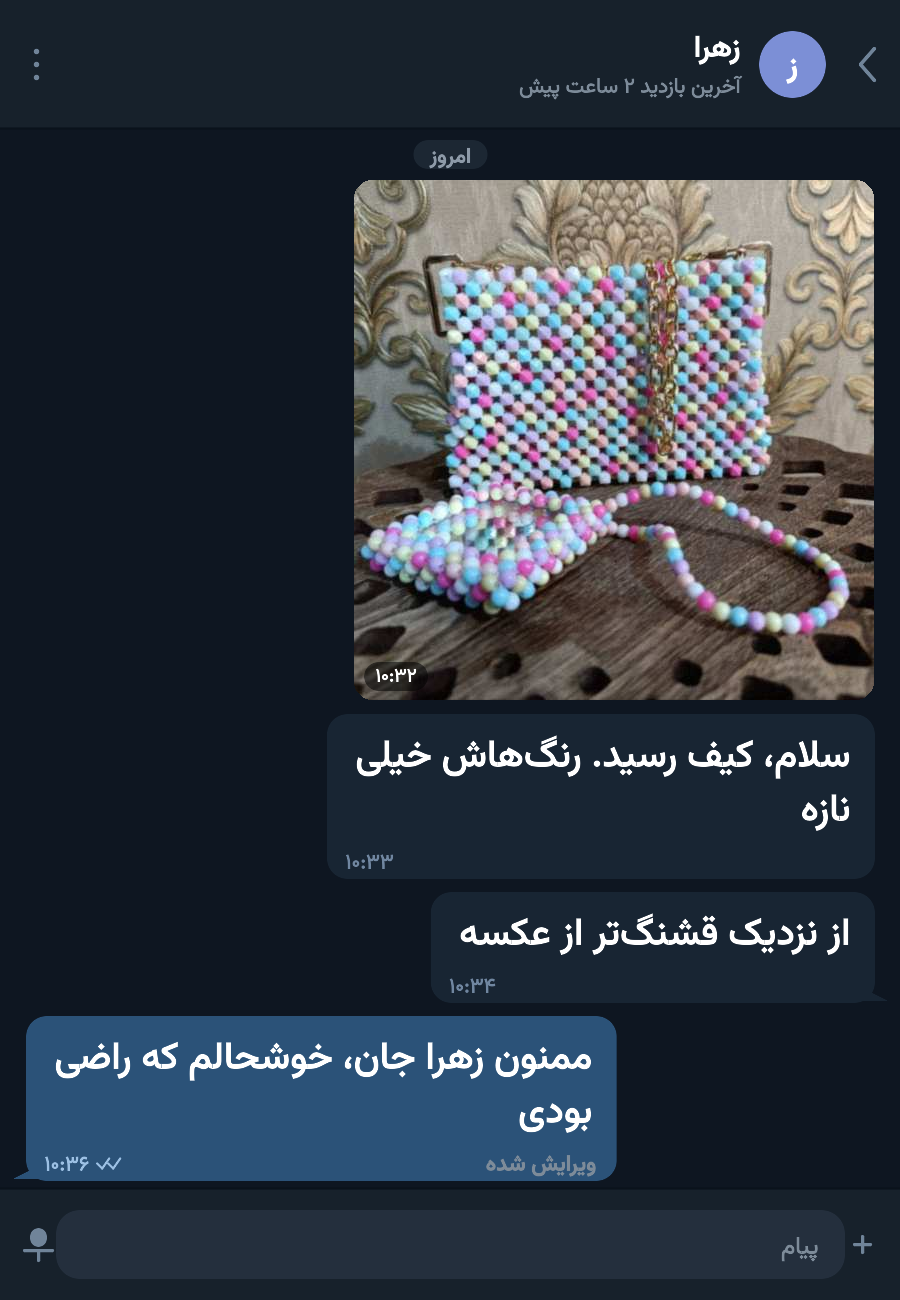 زهرا
ز
آخرین بازدید ۲ ساعت پیش
امروز
۱۰:۳۲
سلام، کیف رسید. رنگ‌هاش خیلی
نازه
۱۰:۳۳
از نزدیک قشنگ‌تر از عکسه
۱۰:۳۴
ممنون زهرا جان، خوشحالم که راضی
بودی
ویرایش شده
۱۰:۳۶
پیام